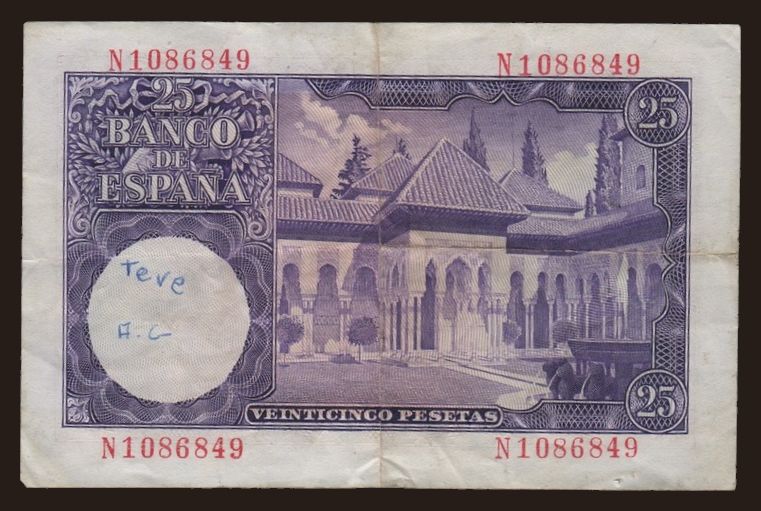 N1086849 N1086849
25
BANCO
DE
ESPAÑA
25
Teve
A.G
VEINTICINCO PESETAS
25
N1086849 N1086849